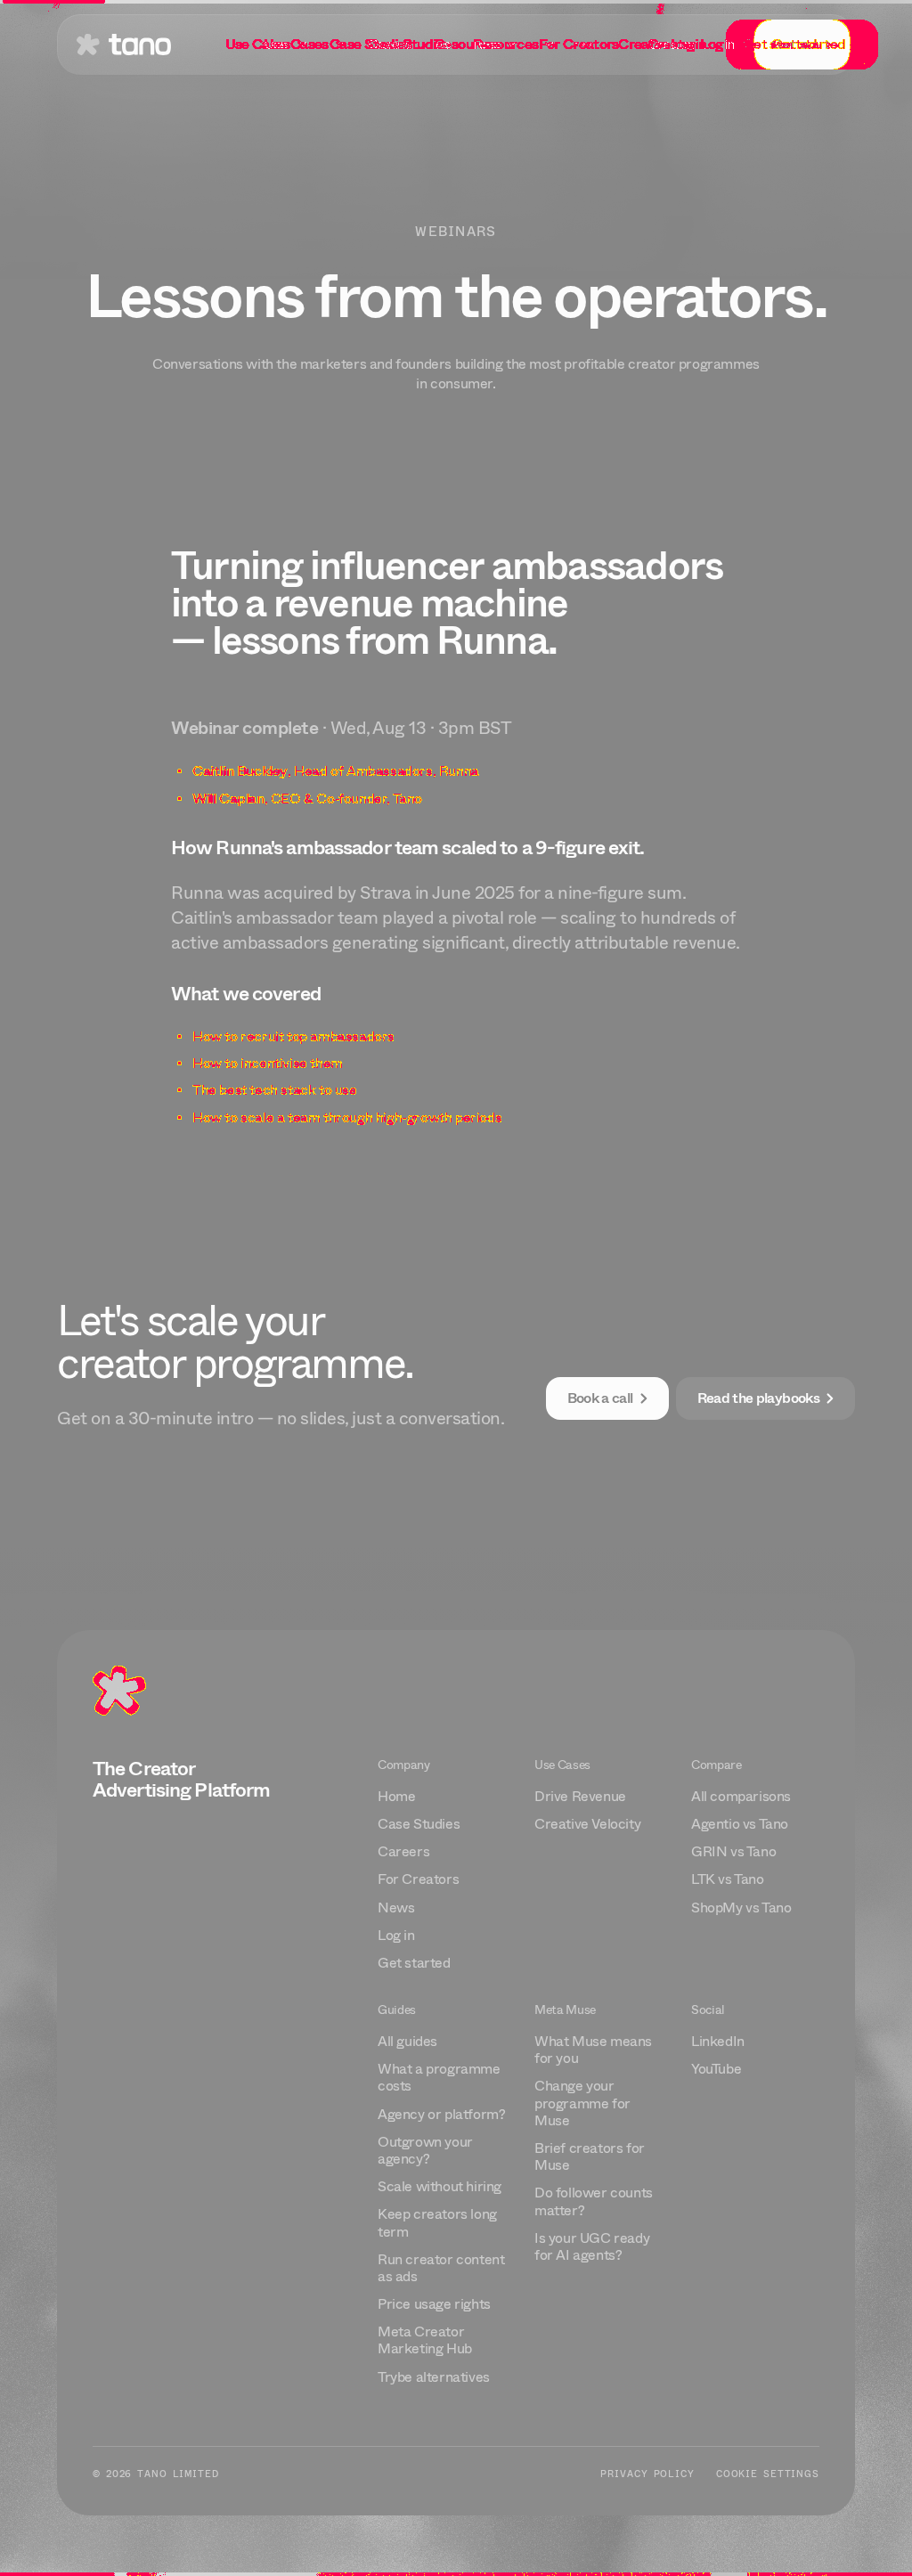 tano
WEBINARS
Lessons from the operators.
Conversations with the marketers and founders building the most profitable creator programmes
in consumer.
Turning influencer ambassadors
into a revenue machine
— lessons from Runna.
Webinar complete · Wed, Aug 13 · 3pm BST
Caitlin Buckley, Head of Ambassadors, Runna
Will Caplan, CEO & Co-founder, Tano
How Runna's ambassador team scaled to a 9-figure exit.
Runna was acquired by Strava in June 2025 for a nine-figure sum.
Caitlin's ambassador team played a pivotal role — scaling to hundreds of
active ambassadors generating significant, directly attributable revenue.
What we covered
How to recruit top ambassadors
How to incentivise them
The best tech stack to use
How to scale a team through high-growth periods
Let's scale your
creator programme.
Get on a 30-minute intro — no slides, just a conversation.
Book a call
Read the playbooks
The Creator
Advertising Platform
Company
Home
Case Studies
Careers
For Creators
News
Log in
Get started
Use Cases
Drive Revenue
Creative Velocity
Compare
All comparisons
Agentio vs Tano
GRIN vs Tano
LTK vs Tano
ShopMy vs Tano
Guides
All guides
What a programme
costs
Agency or platform?
Outgrown your
agency?
Scale without hiring
Keep creators long
term
Run creator content
as ads
Price usage rights
Meta Creator
Marketing Hub
Trybe alternatives
Meta Muse
What Muse means
for you
Change your
programme for
Muse
Brief creators for
Muse
Do follower counts
matter?
Is your UGC ready
for AI agents?
Social
LinkedIn
YouTube
© 2026 TANO LIMITED
PRIVACY POLICY
COOKIE SETTINGS